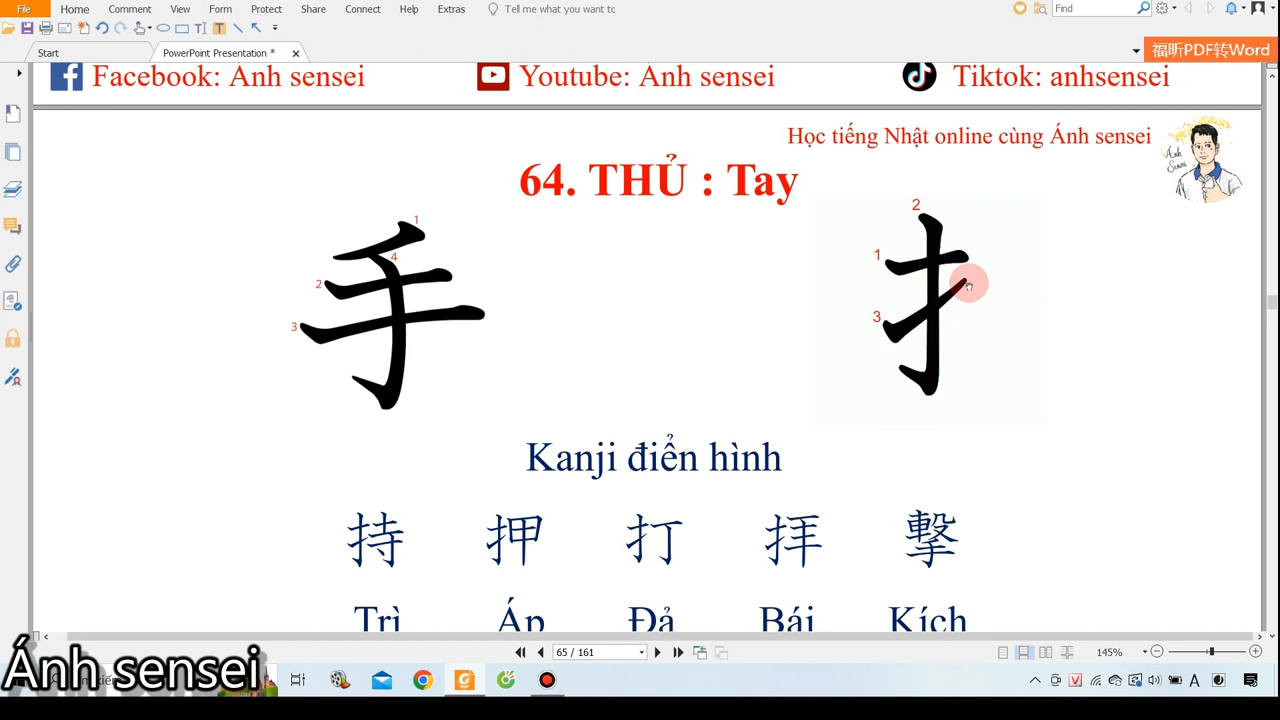 File Home Comment View Form Protect Share Connect Help Extras Tell me what you want Find
Start PowerPoint Presentation * 福昕PDF转Word
Facebook: Anh sensei Youtube: Anh sensei Tiktok: anhsensei
Học tiếng Nhật online cùng Ánh sensei
Ánh Sensei
64. THỦ : Tay
手 扌
1 2 3 4
1 2 3
Kanji điển hình
持 押 打 拝 撃
Trì Áp Đả Bái Kích
65 / 161 145%
Ánh sensei